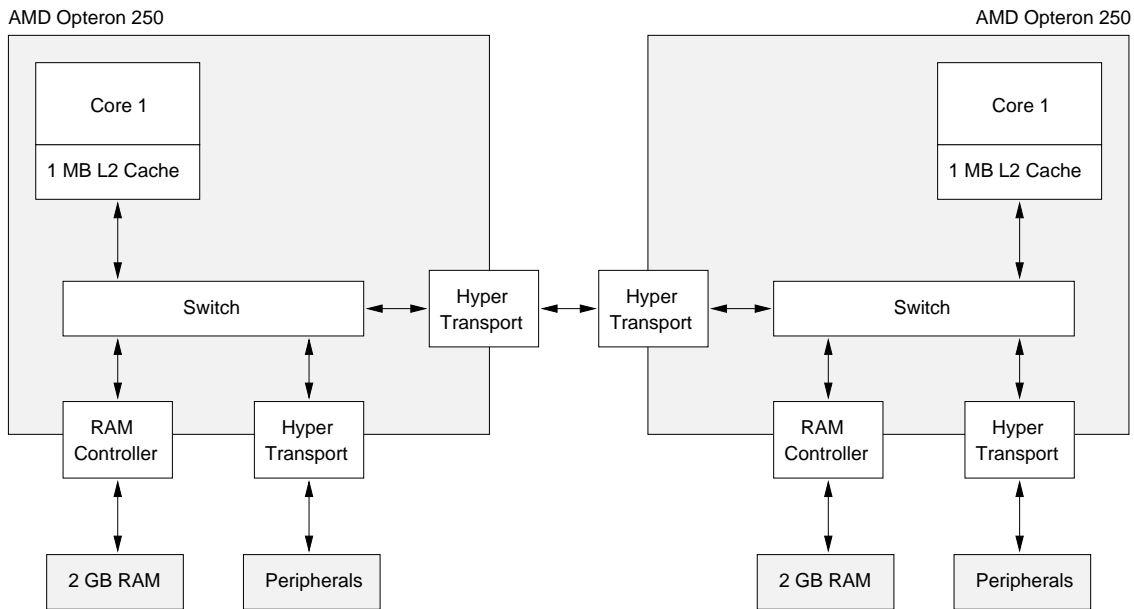 AMD Opteron 250
AMD Opteron 250
Core 1
1 MB L2 Cache
Core 1
1 MB L2 Cache
Switch
Hyper
Transport
Hyper
Transport
Switch
RAM
Controller
Hyper
Transport
RAM
Controller
Hyper
Transport
2 GB RAM
Peripherals
2 GB RAM
Peripherals